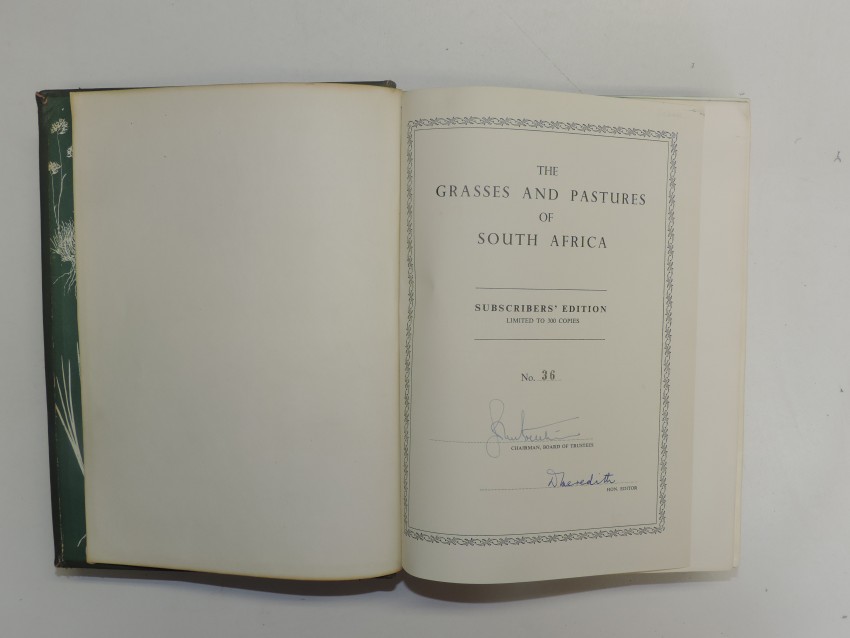 THE
GRASSES AND PASTURES
OF
SOUTH AFRICA
SUBSCRIBERS' EDITION
LIMITED TO 300 COPIES
No. 36
CHAIRMAN, BOARD OF TRUSTEES
D Meredith
HON. EDITOR